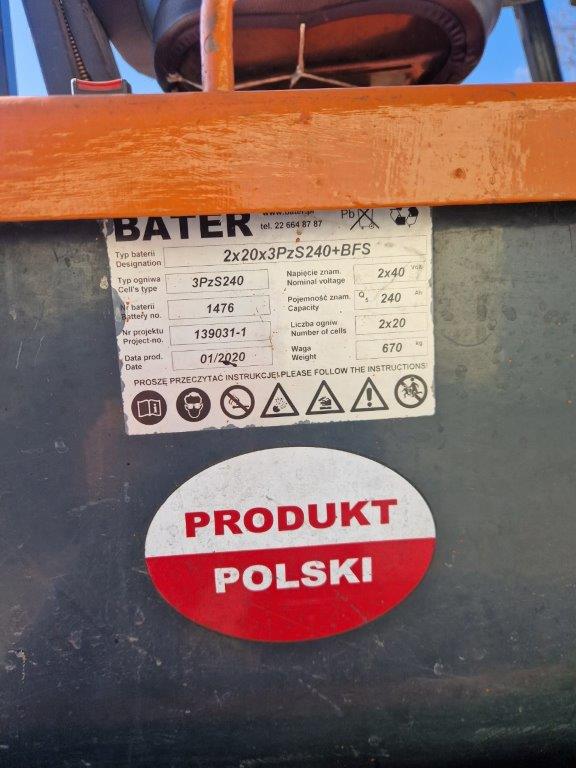 BATER
www.bater.pl
tel. 22 664 87 87
Pb
Typ baterii
Designation
2x20x3PzS240+BFS
Typ ogniwa
Cell's type
3PzS240
Napięcie znam.
Nominal voltage
2x40
Volt
Nr baterii
Battery no.
1476
Pojemność znam.
Capacity
Q5
240
Ah
Nr projektu
Project-no.
139031-1
Liczba ogniw
Number of cells
2x20
Data prod.
Date
01/2020
Waga
Weight
670
kg
PROSZĘ PRZECZYTAĆ INSTRUKCJĘ!PLEASE FOLLOW THE INSTRUCTIONS!
PRODUKT
POLSKI